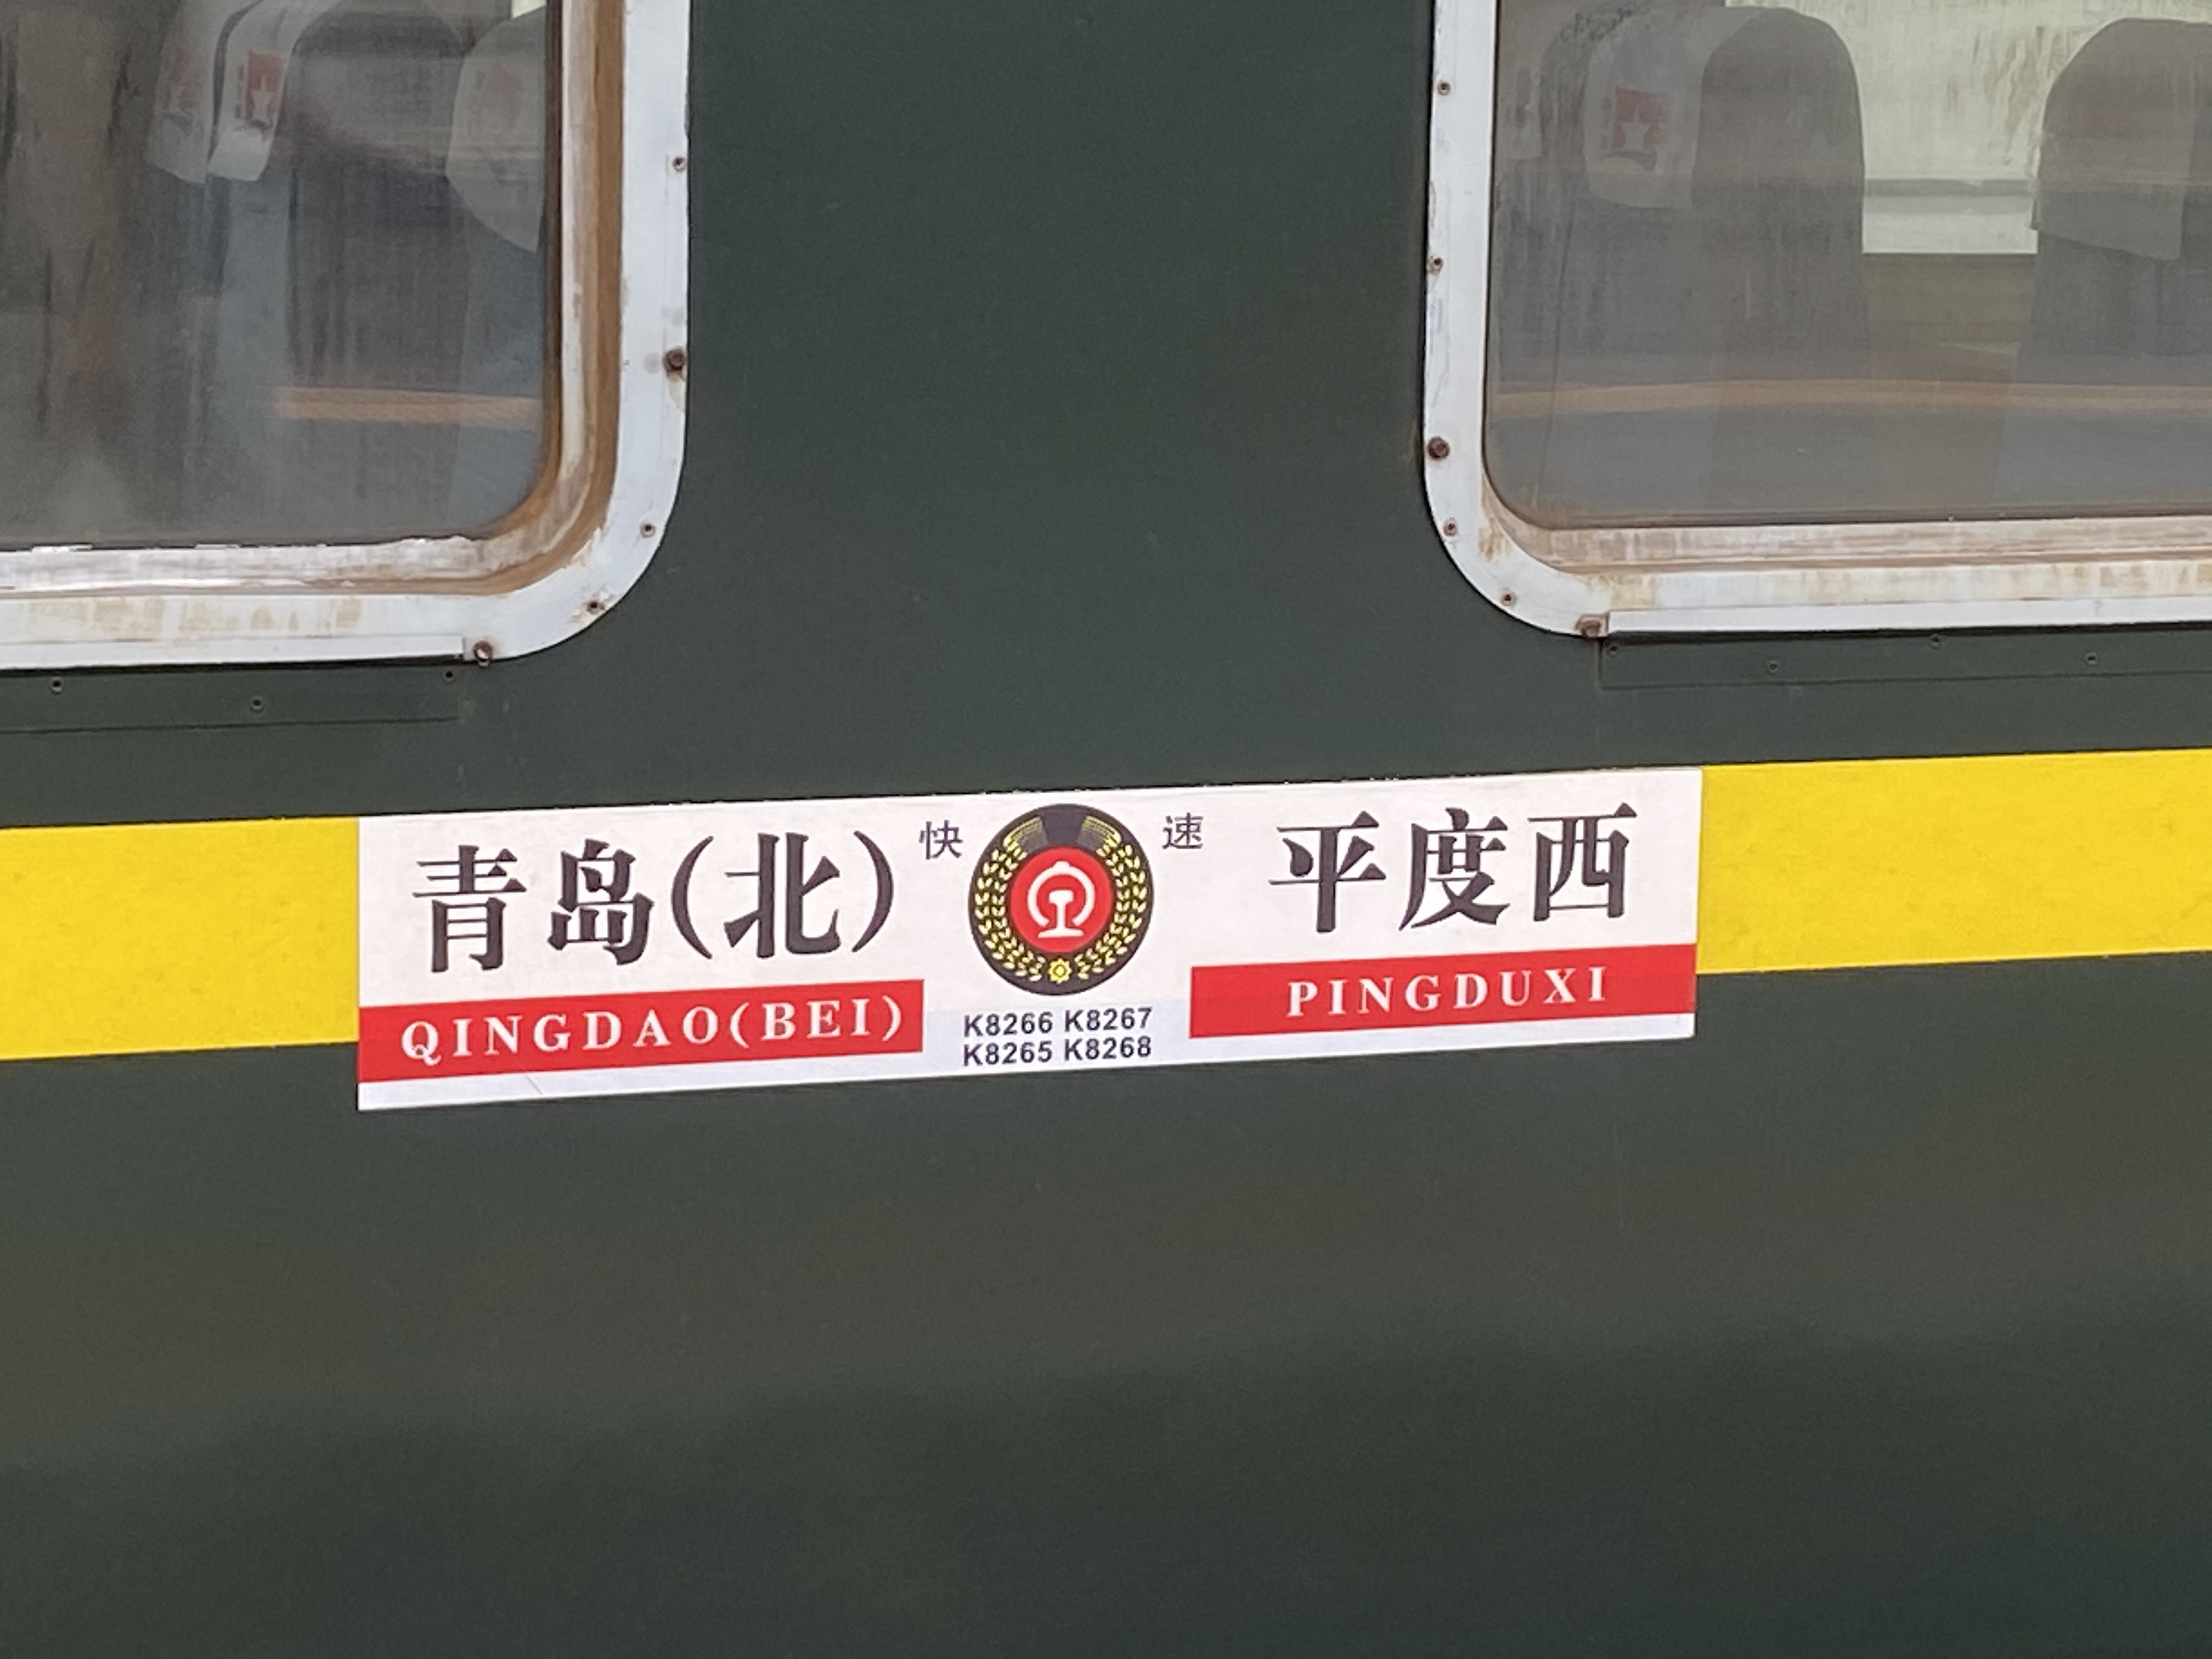 青岛(北) 快 速 平度西
QINGDAO(BEI) PINGDUXI
K8266 K8267
K8265 K8268